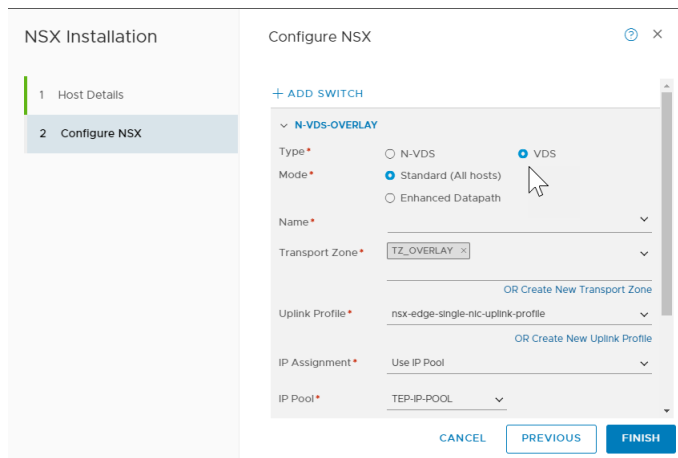 NSX Installation
1 Host Details
2 Configure NSX
Configure NSX
+ ADD SWITCH
N-VDS-OVERLAY
Type*
N-VDS
VDS
Mode*
Standard (All hosts)
Enhanced Datapath
Name*
Transport Zone*
TZ_OVERLAY ×
OR Create New Transport Zone
Uplink Profile*
nsx-edge-single-nic-uplink-profile
OR Create New Uplink Profile
IP Assignment*
Use IP Pool
IP Pool*
TEP-IP-POOL
CANCEL
PREVIOUS
FINISH